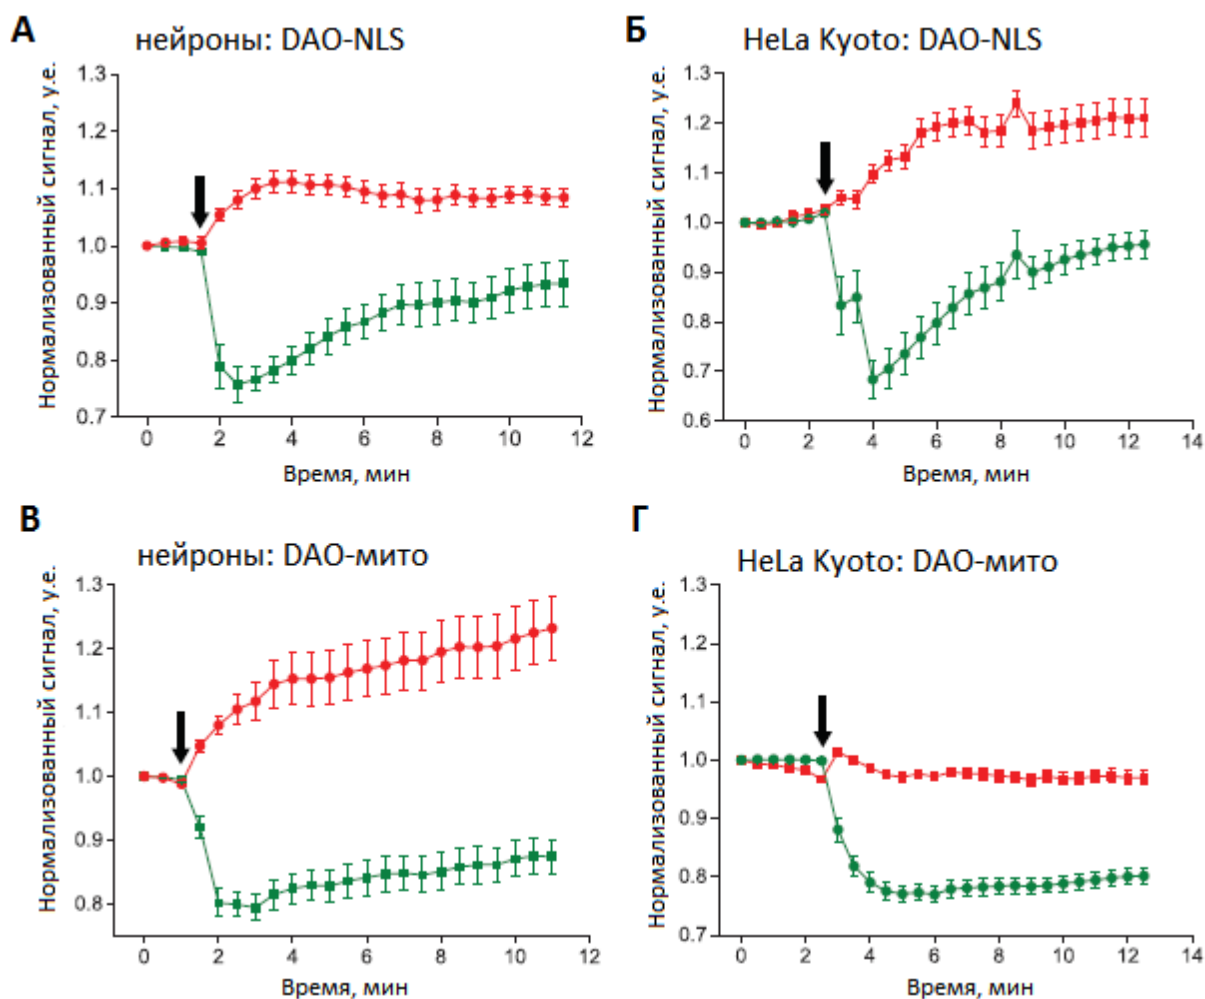 А
нейроны: DAO-NLS
Нормализованный сигнал, у.е.
1.3
1.2
1.1
1.0
0.9
0.8
0.7
0 2 4 6 8 10 12
Время, мин
Б
HeLa Kyoto: DAO-NLS
Нормализованный сигнал, у.е.
1.3
1.2
1.1
1.0
0.9
0.8
0.7
0.6
0 2 4 6 8 10 12 14
Время, мин
В
нейроны: DAO-мито
Нормализованный сигнал, у.е.
1.3
1.2
1.1
1.0
0.9
0.8
0 2 4 6 8 10 12
Время, мин
Г
HeLa Kyoto: DAO-мито
Нормализованный сигнал, у.е.
1.3
1.2
1.1
1.0
0.9
0.8
0.7
0 2 4 6 8 10 12 14
Время, мин